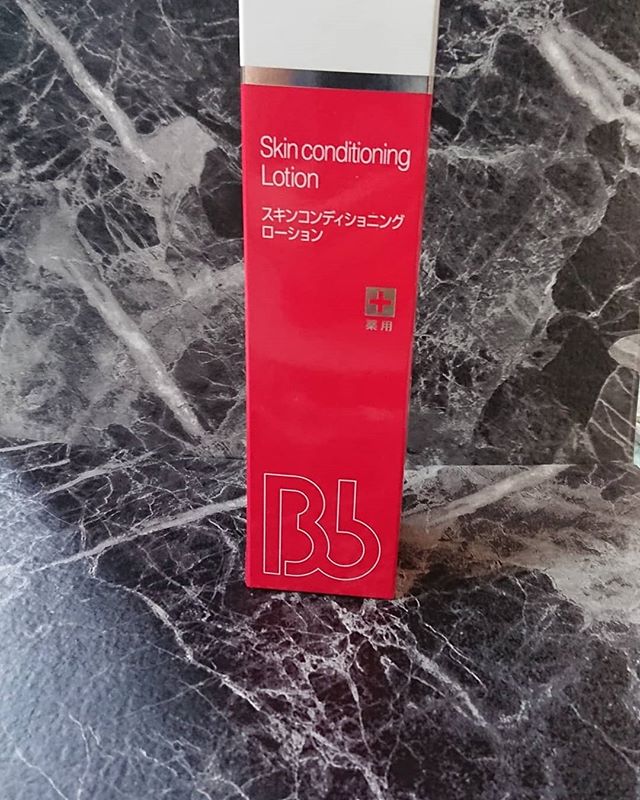 Skin conditioning
Lotion
スキンコンディショニング
ローション
薬用
Bb